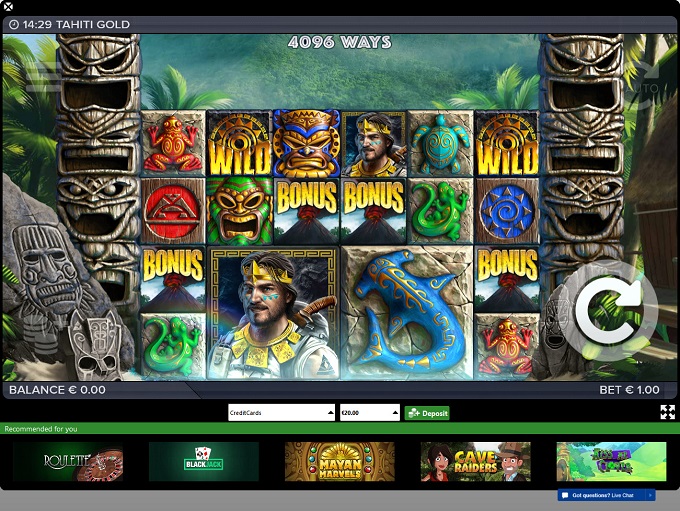 14:29 TAHITI GOLD
4096 WAYS
AUTO
WILD
WILD
BONUS
BONUS
BONUS
BONUS
BALANCE € 0.00
BET € 1.00
CreditCards
€20.00
Deposit
Recommended for you
ROULETTE
BLACKJACK
MAYAN MARVELS
CAVE RAIDERS
Got questions? Live Chat